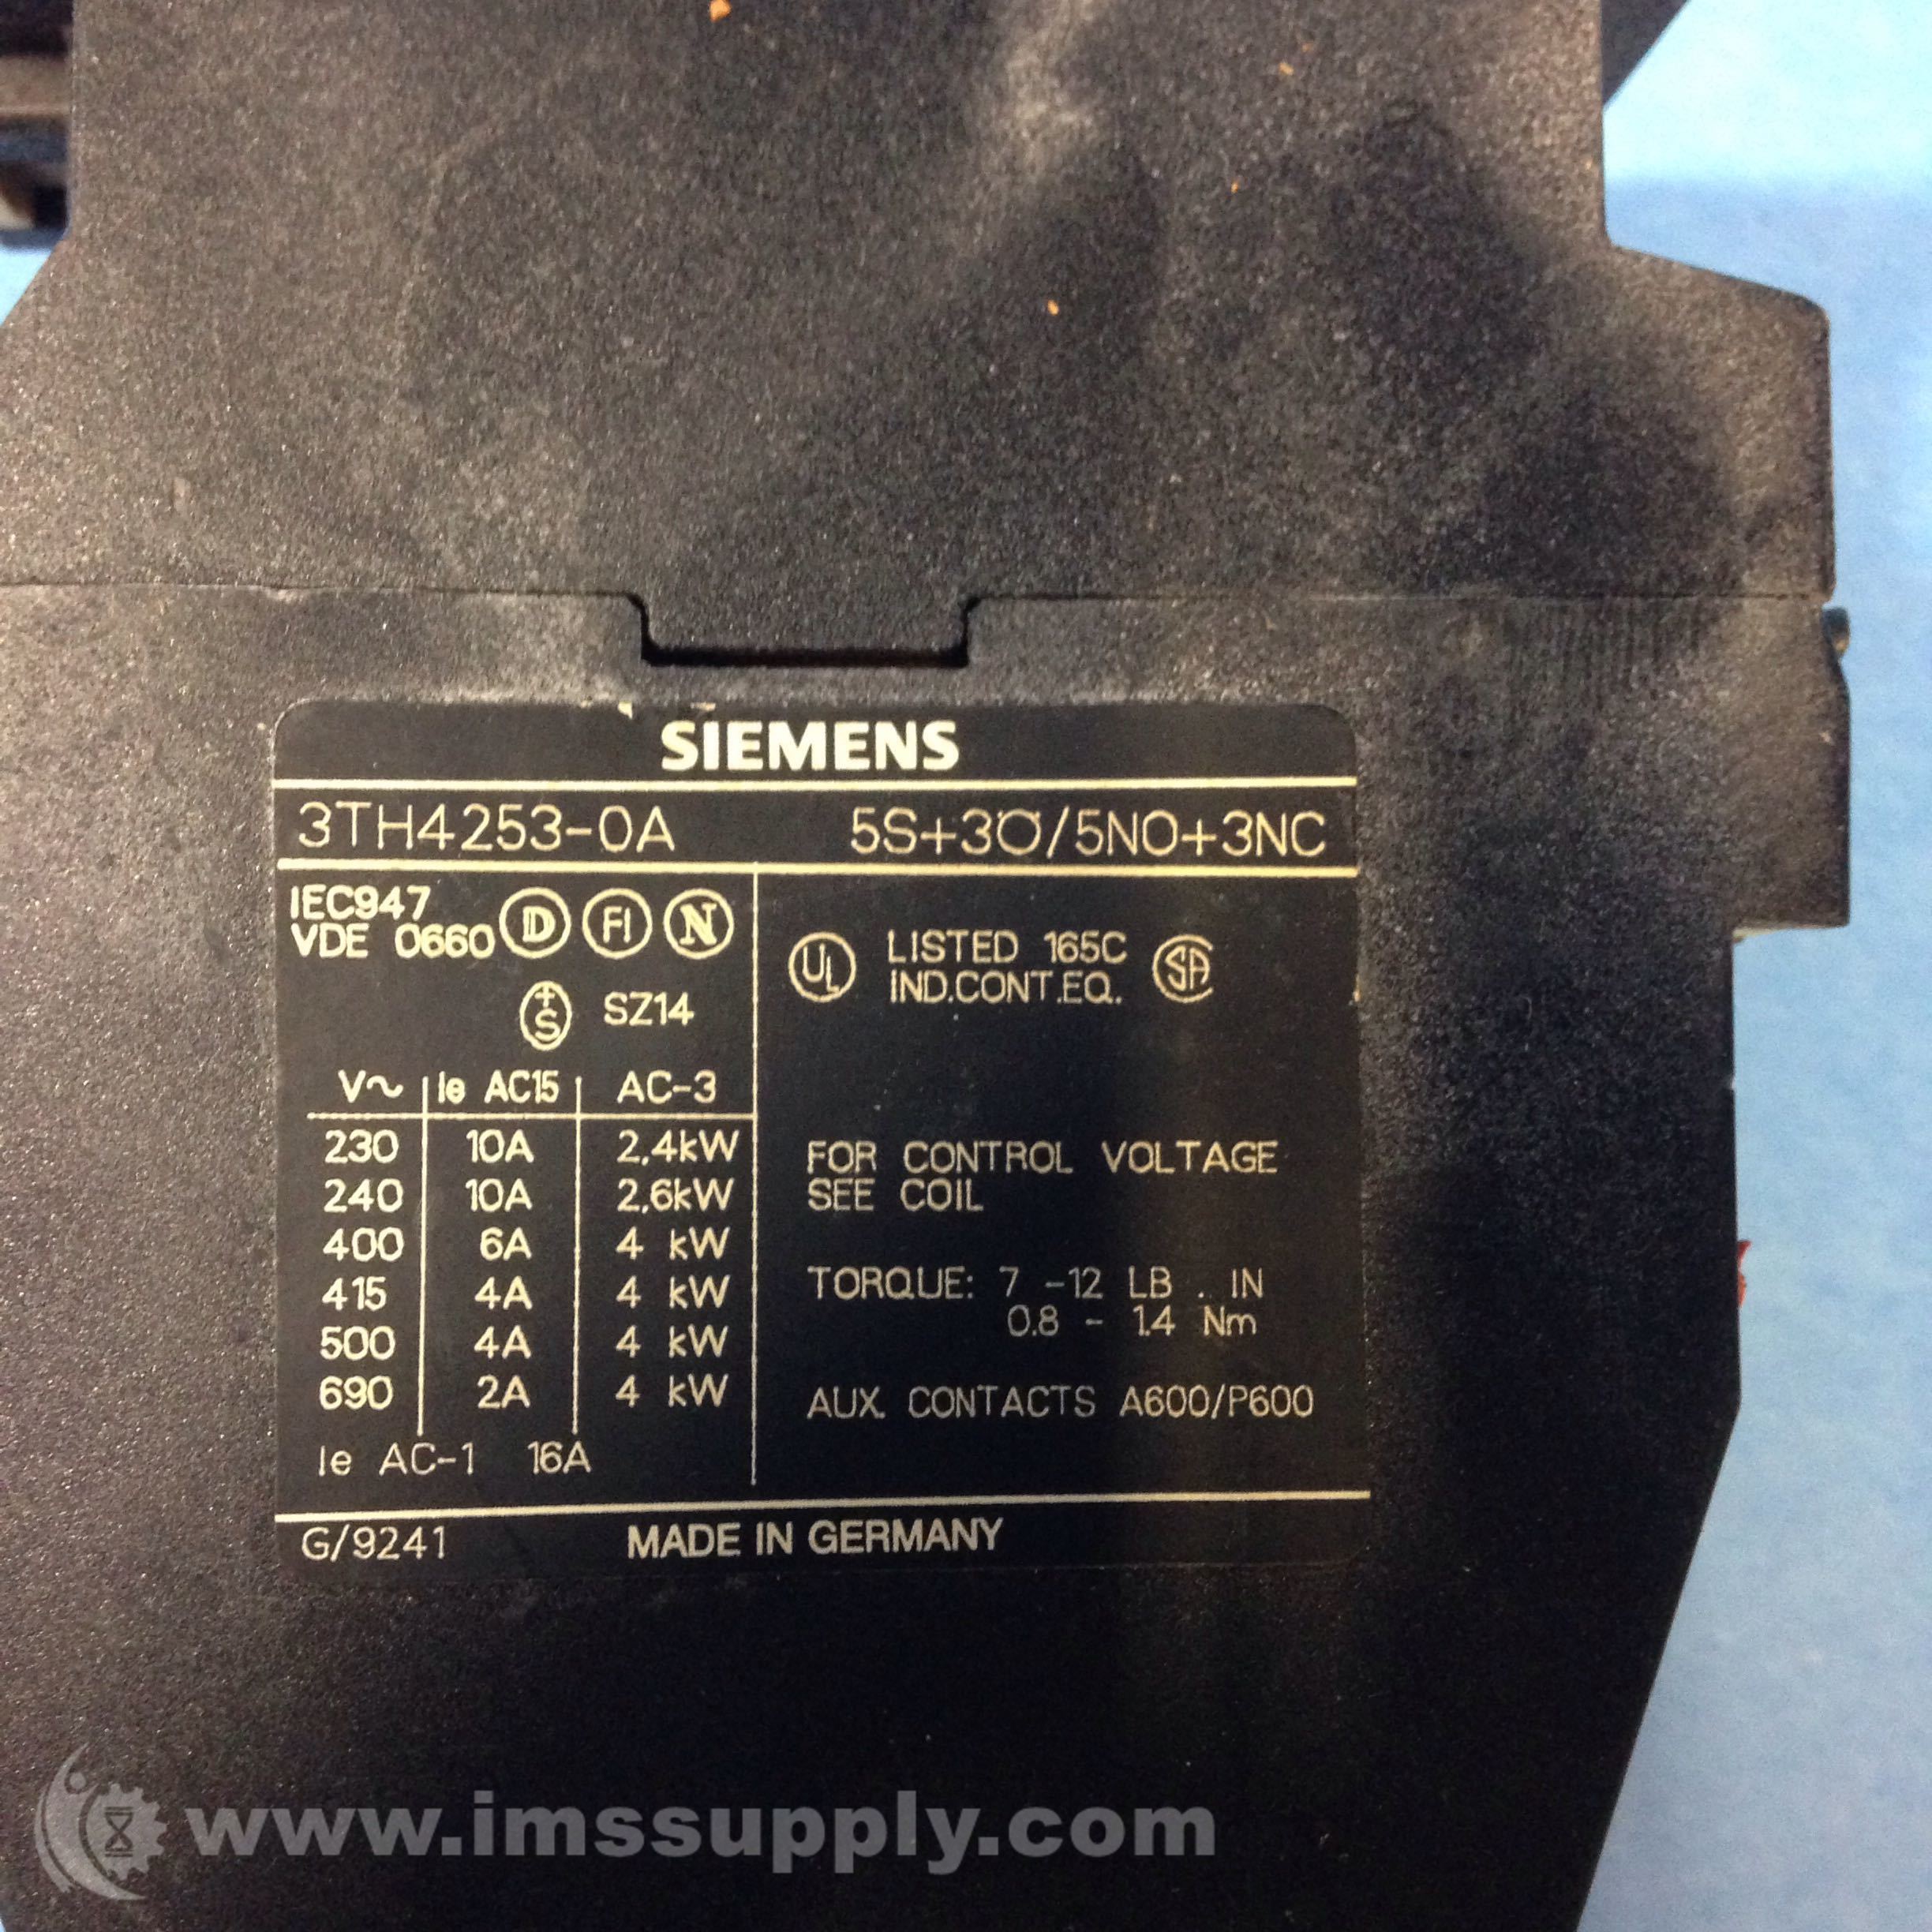 SIEMENS
3TH4253-0A 5S+3Ö/5NO+3NC
IEC947
VDE 0660 D FI N
+S SZ14
V~ Ie AC15 AC-3
230 10A 2,4kW
240 10A 2,6kW
400 6A 4 kW
415 4A 4 kW
500 4A 4 kW
690 2A 4 kW
Ie AC-1 16A
UL LISTED 165C SA
IND.CONT.EQ.
FOR CONTROL VOLTAGE
SEE COIL
TORQUE: 7 -12 LB . IN
0.8 - 1.4 Nm
AUX. CONTACTS A600/P600
G/9241 MADE IN GERMANY
www.imssupply.com